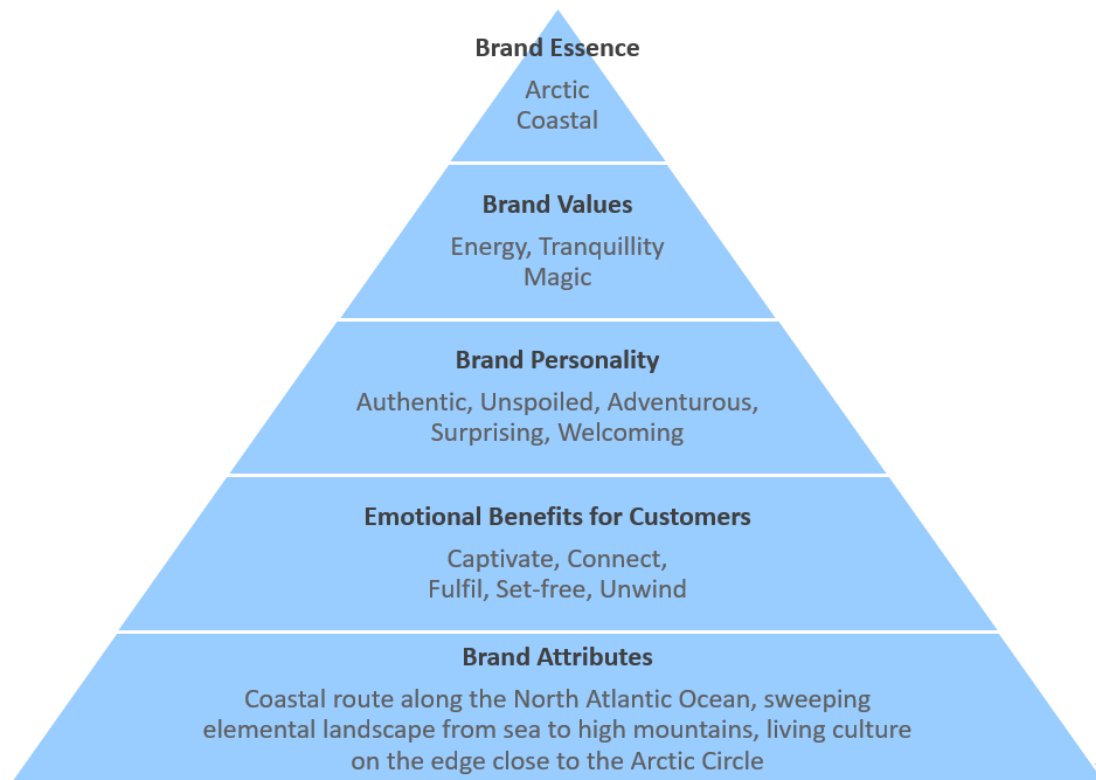 Brand Essence
Arctic
Coastal
Brand Values
Energy, Tranquillity
Magic
Brand Personality
Authentic, Unspoiled, Adventurous,
Surprising, Welcoming
Emotional Benefits for Customers
Captivate, Connect,
Fulfil, Set-free, Unwind
Brand Attributes
Coastal route along the North Atlantic Ocean, sweeping
elemental landscape from sea to high mountains, living culture
on the edge close to the Arctic Circle